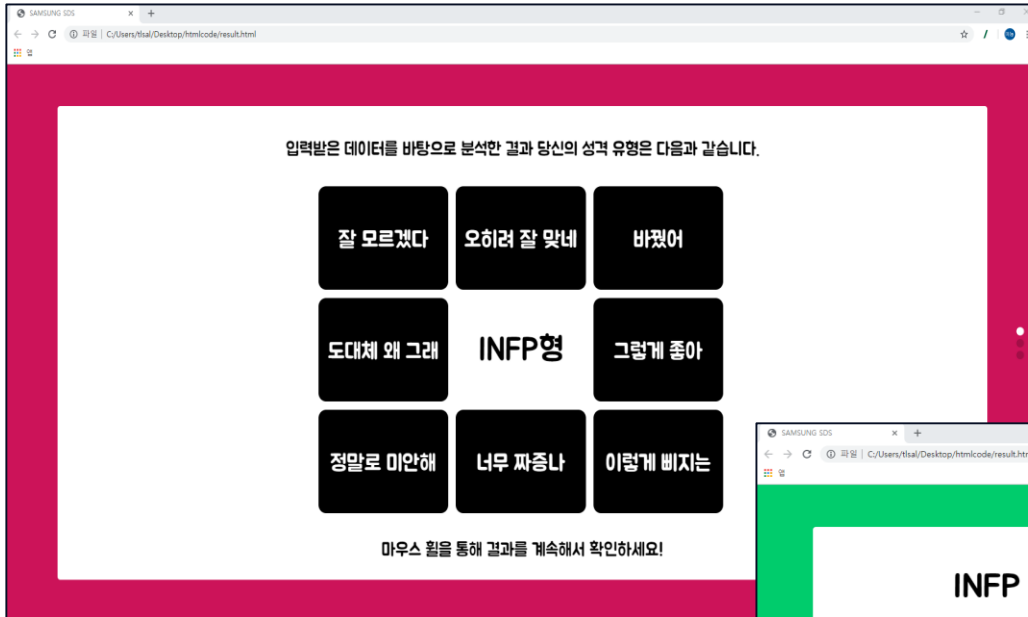 SAMSUNG SDS
파일 | C:/Users/tlsal/Desktop/htmlcode/result.html
앱
입력받은 데이터를 바탕으로 분석한 결과 당신의 성격 유형은 다음과 같습니다.
잘 모르겠다 오히려 잘 맞네 바꿨어
도대체 왜 그래 INFP형 그렇게 좋아
정말로 미안해 너무 짜증나 이렇게 삐지는
마우스 휠을 통해 결과를 계속해서 확인하세요!
SAMSUNG SDS
파일 | C:/Users/tlsal/Desktop/htmlcode/result.htm
앱
INFP